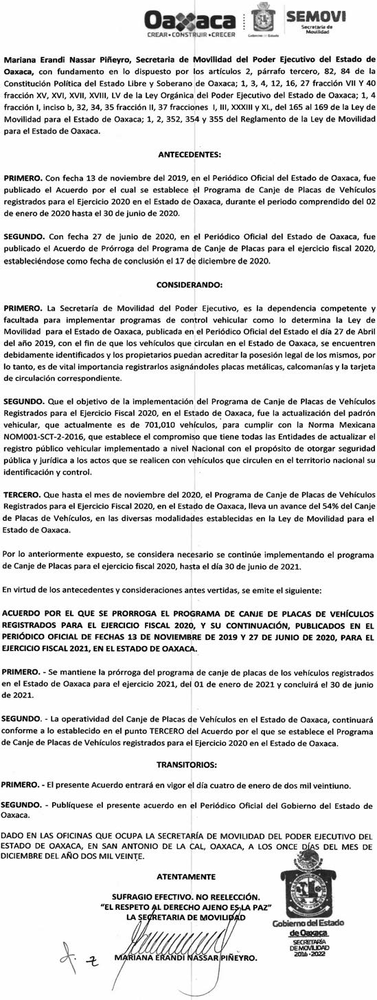 Oaxaca
CREAR•CONSTRUIR•CRECER
Gobierno del Estado
SEMOVI
Secretaría de
Movilidad
Mariana Erandi Nassar Piñeyro, Secretaria de Movilidad del Poder Ejecutivo del Estado de
Oaxaca, con fundamento en lo dispuesto por los artículos 2, párrafo tercero, 82, 84 de la
Constitución Política del Estado Libre y Soberano de Oaxaca; 1, 3, 4, 12, 16, 27 fracción VII Y 40
fracción XV, XVI, XVII, XVIII, LV de la Ley Orgánica del Poder Ejecutivo del Estado de Oaxaca; 1, 4
fracción I, inciso b, 32, 34, 35 fracción II, 37 fracciones I, III, XXXIII y XL, del 165 al 169 de la Ley de
Movilidad para el Estado de Oaxaca; 1, 2, 352, 354 y 355 del Reglamento de la Ley de Movilidad
para el Estado de Oaxaca.
ANTECEDENTES:
PRIMERO. Con fecha 13 de noviembre del 2019, en el Periódico Oficial del Estado de Oaxaca, fue
publicado el Acuerdo por el cual se establece el Programa de Canje de Placas de Vehículos
registrados para el Ejercicio 2020 en el Estado de Oaxaca, durante el periodo comprendido del 02
de enero de 2020 hasta el 30 de junio de 2020.
SEGUNDO. Con fecha 27 de junio de 2020, en el Periódico Oficial del Estado de Oaxaca, fue
publicado el Acuerdo de Prórroga del Programa de Canje de Placas para el ejercicio fiscal 2020,
estableciéndose como fecha de conclusión el 17 de diciembre de 2020.
CONSIDERANDO:
PRIMERO. La Secretaría de Movilidad del Poder Ejecutivo, es la dependencia competente y
facultada para implementar programas de control vehicular como lo determina la Ley de
Movilidad para el Estado de Oaxaca, publicada en el Periódico Oficial del Estado el día 27 de Abril
del año 2019, con el fin de que los vehículos que circulan en el Estado de Oaxaca, se encuentren
debidamente identificados y los propietarios puedan acreditar la posesión legal de los mismos, por
lo tanto, es de vital importancia registrarlos asignándoles placas metálicas, calcomanías y la tarjeta
de circulación correspondiente.
SEGUNDO. Que el objetivo de la implementación del Programa de Canje de Placas de Vehículos
Registrados para el Ejercicio Fiscal 2020, en el Estado de Oaxaca, fue la actualización del padrón
vehicular, que actualmente es de 701,010 vehículos, para cumplir con la Norma Mexicana
NOM001-SCT-2-2016, que establece el compromiso que tiene todas las Entidades de actualizar el
registro público vehicular implementado a nivel Nacional con el propósito de otorgar seguridad
pública y jurídica a los actos que se realicen con vehículos que circulen en el territorio nacional su
identificación y control.
TERCERO. Que hasta el mes de noviembre del 2020, el Programa de Canje de Placas de Vehículos
Registrados para el Ejercicio Fiscal 2020, en el Estado de Oaxaca, lleva un avance del 54% del Canje
de Placas de Vehículos, en las diversas modalidades establecidas en la Ley de Movilidad para el
Estado de Oaxaca.
Por lo anteriormente expuesto, se considera necesario se continúe implementando el programa
de Canje de Placas para el ejercicio fiscal 2020, hasta el día 30 de junio de 2021.
En virtud de los antecedentes y consideraciones antes vertidas, se emite el siguiente:
ACUERDO POR EL QUE SE PRORROGA EL PROGRAMA DE CANJE DE PLACAS DE VEHÍCULOS
REGISTRADOS PARA EL EJERCICIO FISCAL 2020, Y SU CONTINUACIÓN, PUBLICADOS EN EL
PERIÓDICO OFICIAL DE FECHAS 13 DE NOVIEMBRE DE 2019 Y 27 DE JUNIO DE 2020, PARA EL
EJERCICIO FISCAL 2021, EN EL ESTADO DE OAXACA.
PRIMERO. - Se mantiene la prórroga del programa de canje de placas de los vehículos registrados
en el Estado de Oaxaca para el ejercicio 2021, del 01 de enero de 2021 y concluirá el 30 de junio
de 2021.
SEGUNDO. - La operatividad del Canje de Placas de Vehículos en el Estado de Oaxaca, continuará
conforme a lo establecido en el punto TERCERO del Acuerdo por el que se establece el Programa
de Canje de Placas de Vehículos registrados para el Ejercicio 2020 en el Estado de Oaxaca.
TRANSITORIOS:
PRIMERO. - El presente Acuerdo entrará en vigor el día cuatro de enero de dos mil veintiuno.
SEGUNDO. - Publíquese el presente acuerdo en el Periódico Oficial del Gobierno del Estado de
Oaxaca.
DADO EN LAS OFICINAS QUE OCUPA LA SECRETARÍA DE MOVILIDAD DEL PODER EJECUTIVO DEL
ESTADO DE OAXACA, EN SAN ANTONIO DE LA CAL, OAXACA, A LOS ONCE DÍAS DEL MES DE
DICIEMBRE DEL AÑO DOS MIL VEINTE.
ATENTAMENTE
SUFRAGIO EFECTIVO. NO REELECCIÓN.
"EL RESPETO AL DERECHO AJENO ES LA PAZ"
LA SECRETARIA DE MOVILIDAD
MARIANA ERANDI NASSAR PIÑEYRO.
Gobierno del Estado
de Oaxaca
SECRETARÍA
DE MOVILIDAD
2016 - 2022